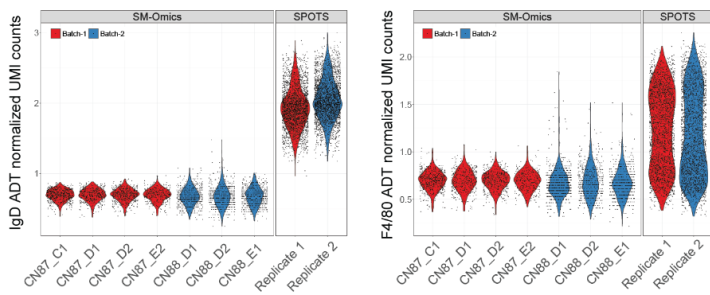 SM-Omics SPOTS
Batch-1 Batch-2
IgD ADT normalized UMI counts
3
2
1
CN87_C1 CN87_D1 CN87_D2 CN87_E2 CN88_D1 CN88_D2 CN88_E1 Replicate 1 Replicate 2
SM-Omics SPOTS
Batch-1 Batch-2
F4/80 ADT normalized UMI counts
2.0
1.5
1.0
0.5
CN87_C1 CN87_D1 CN87_D2 CN87_E2 CN88_D1 CN88_D2 CN88_E1 Replicate 1 Replicate 2